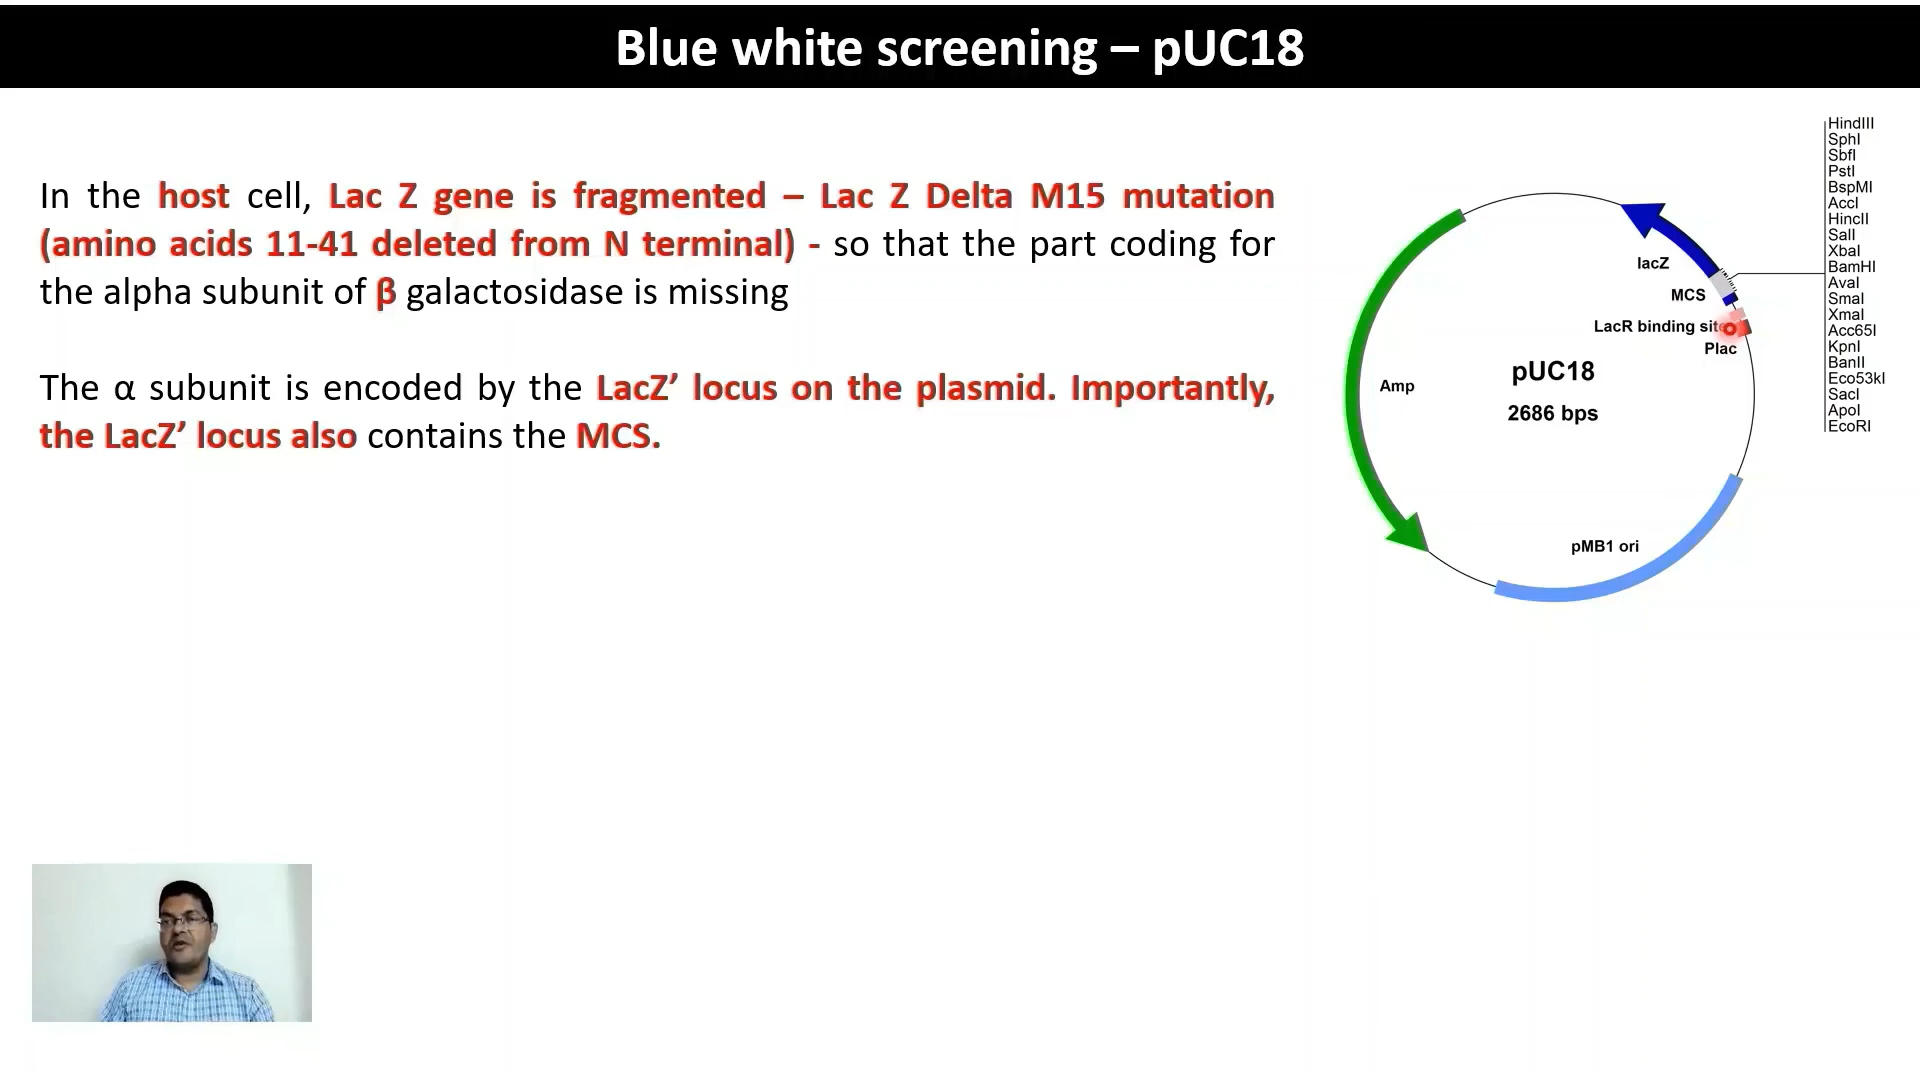 Blue white screening – pUC18
In the host cell, Lac Z gene is fragmented – Lac Z Delta M15 mutation
(amino acids 11-41 deleted from N terminal) - so that the part coding for
the alpha subunit of β galactosidase is missing
The α subunit is encoded by the LacZ’ locus on the plasmid. Importantly,
the LacZ’ locus also contains the MCS.
HindIII
SphI
SbfI
PstI
BspMI
AccI
HincII
SalI
XbaI
BamHI
AvaI
SmaI
XmaI
Acc65I
KpnI
BanII
Eco53kI
SacI
ApoI
EcoRI
lacZ
MCS
LacR binding site
Plac
pUC18
2686 bps
Amp
pMB1 ori